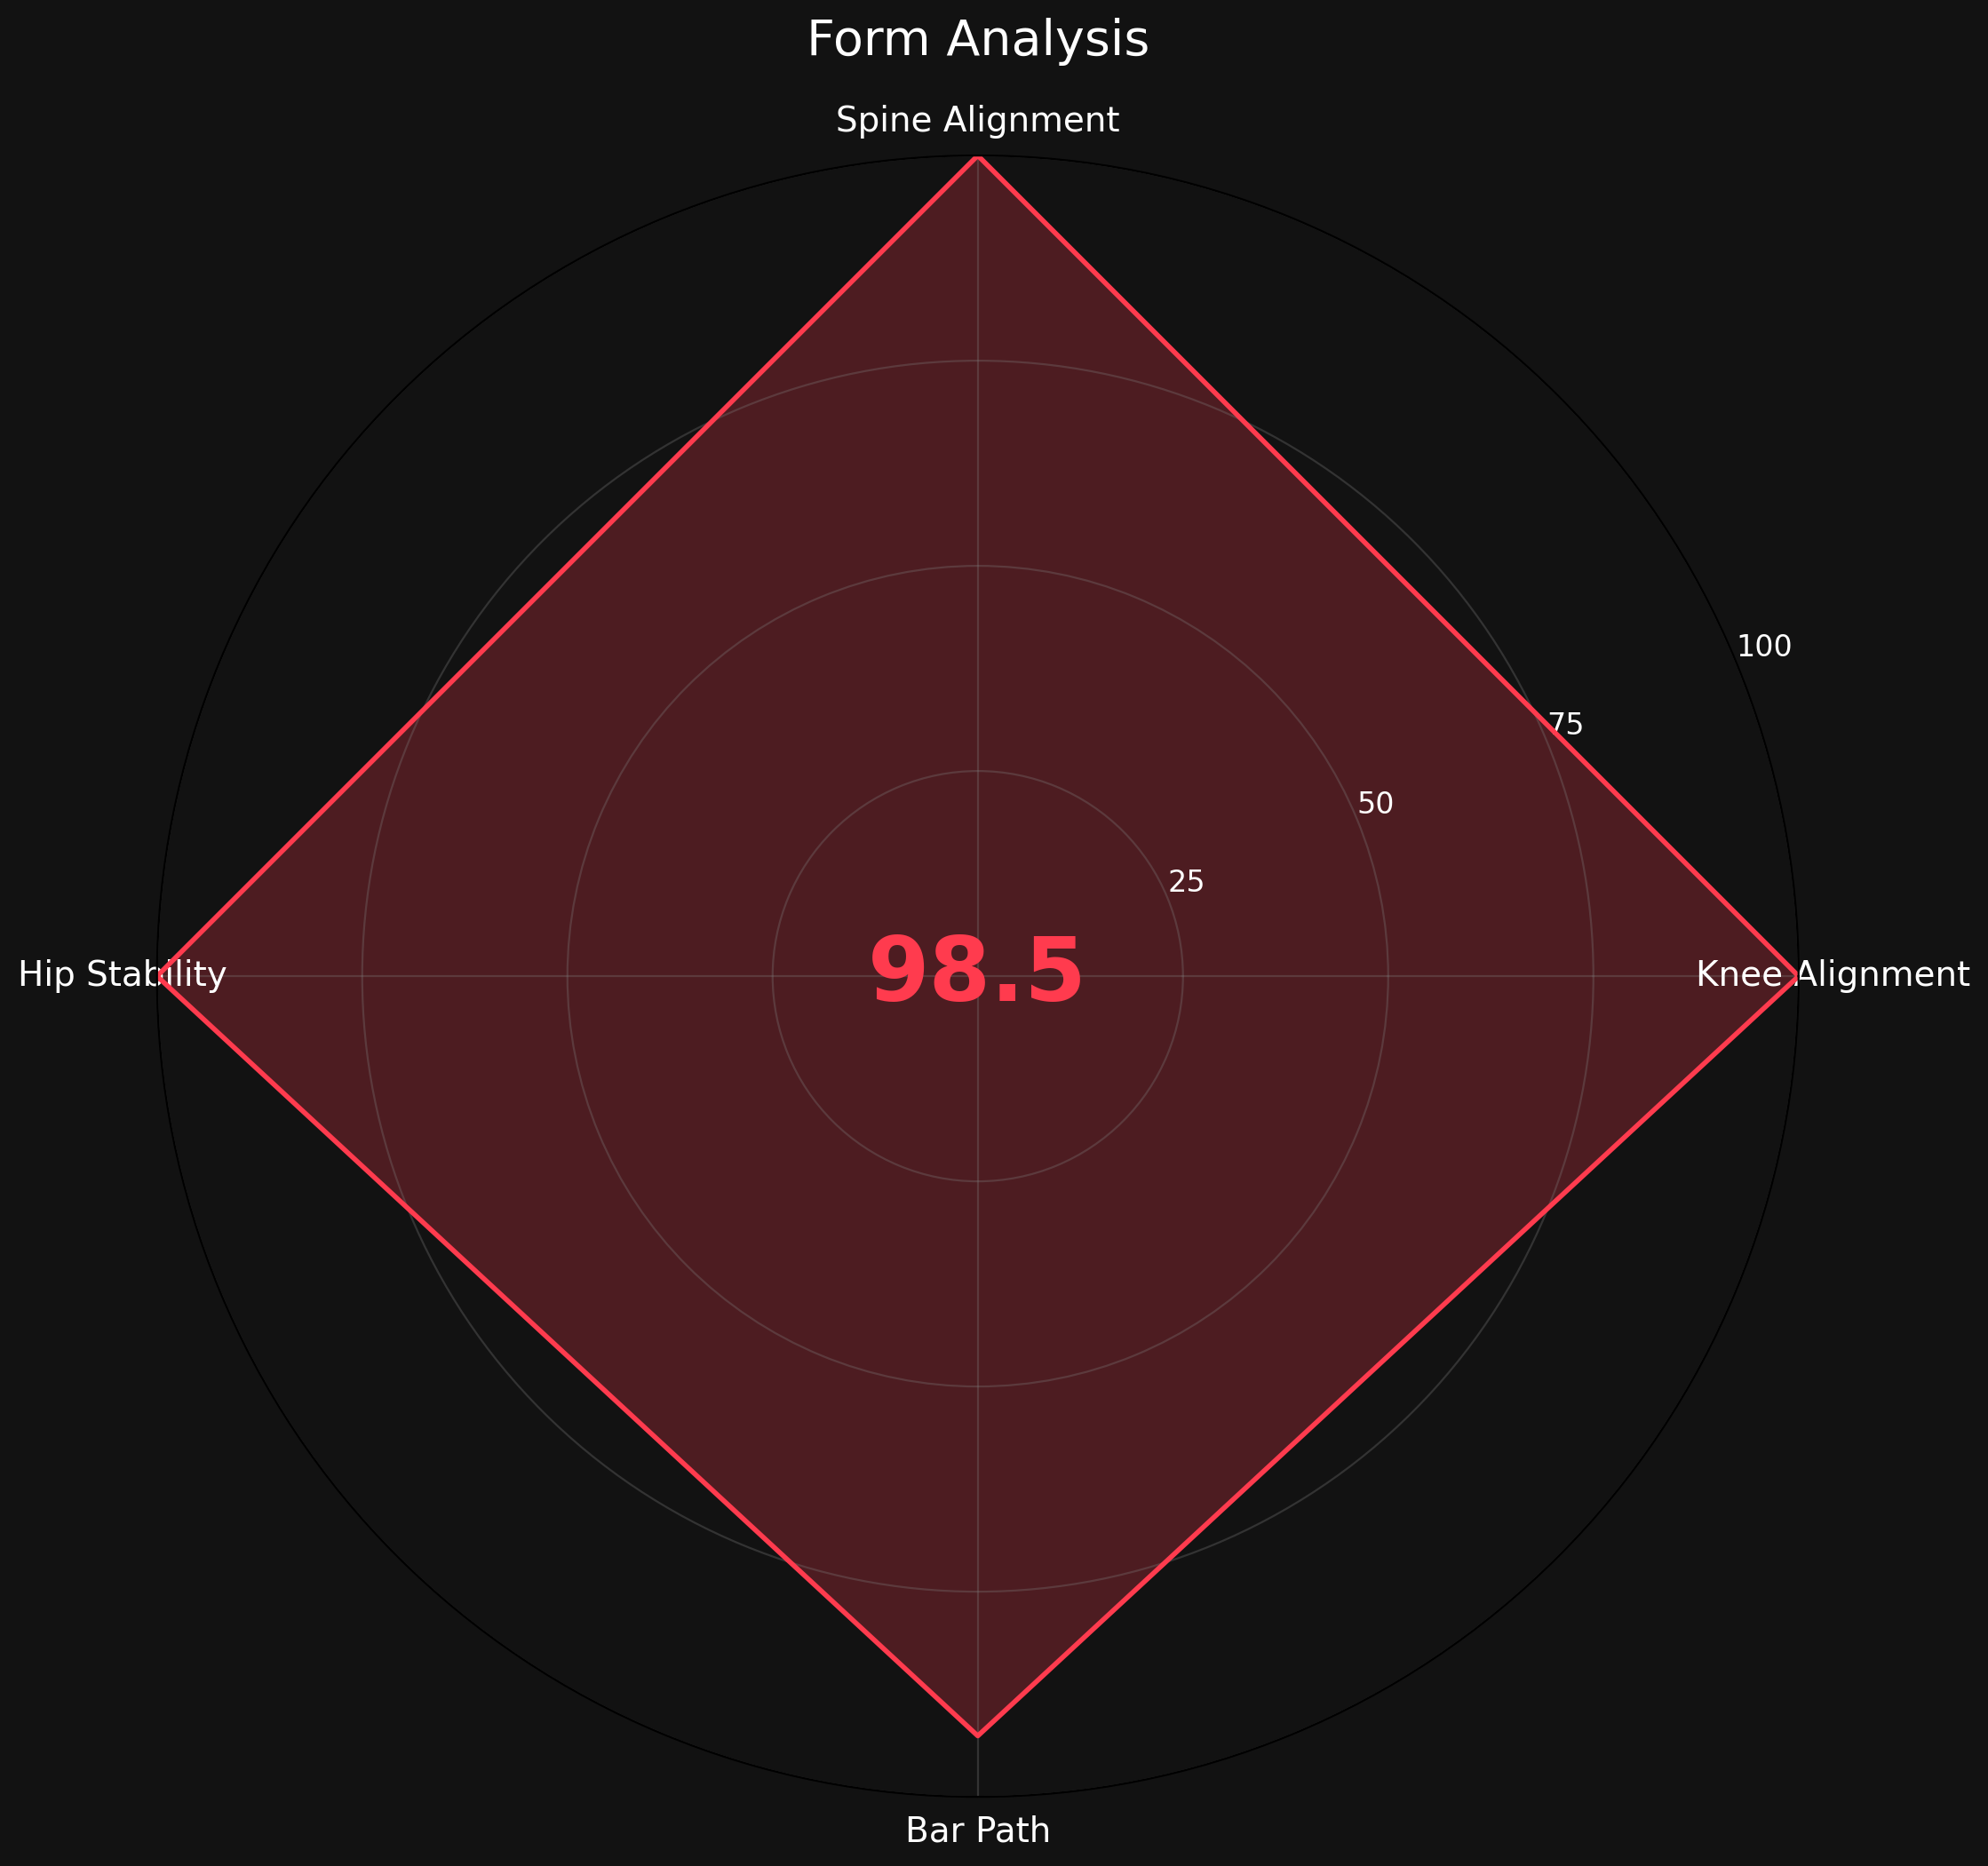 Form Analysis
Spine Alignment
100
75
50
25
98.5
Hip Stability
Knee Alignment
Bar Path